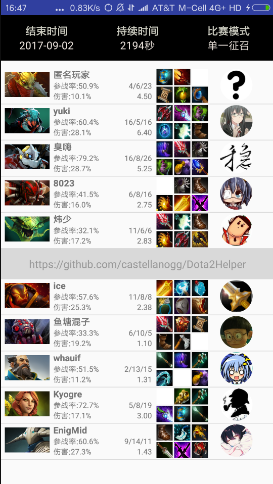 16:47 ... 0.83K/s AT&T M-Cell 4G+ HD
结束时间 持续时间 比赛模式
2017-09-02 2194秒 单一征召
匿名玩家
参战率:50.9% 4/6/23
伤害:10.1% 4.50
yuki
参战率:60.4% 16/5/16
伤害:28.1% 6.40
臭嗨
参战率:79.2% 16/8/26
伤害:28.7% 5.25
稳
8023
参战率:41.5% 6/8/16
伤害:16.0% 2.75
炜少
参战率:32.1% 11/6/6
伤害:17.2% 2.83
https://github.com/castellanogg/Dota2Helper
ice
参战率:57.6% 11/8/8
伤害:25.3% 2.38
鱼塘混子
参战率:33.3% 6/10/5
伤害:19.2% 1.10
whauif
参战率:51.5% 2/13/15
伤害:11.2% 1.31
Kyogre
参战率:72.7% 5/8/19
伤害:17.1% 3.00
EnigMid
参战率:60.6% 9/14/11
伤害:27.3% 1.43